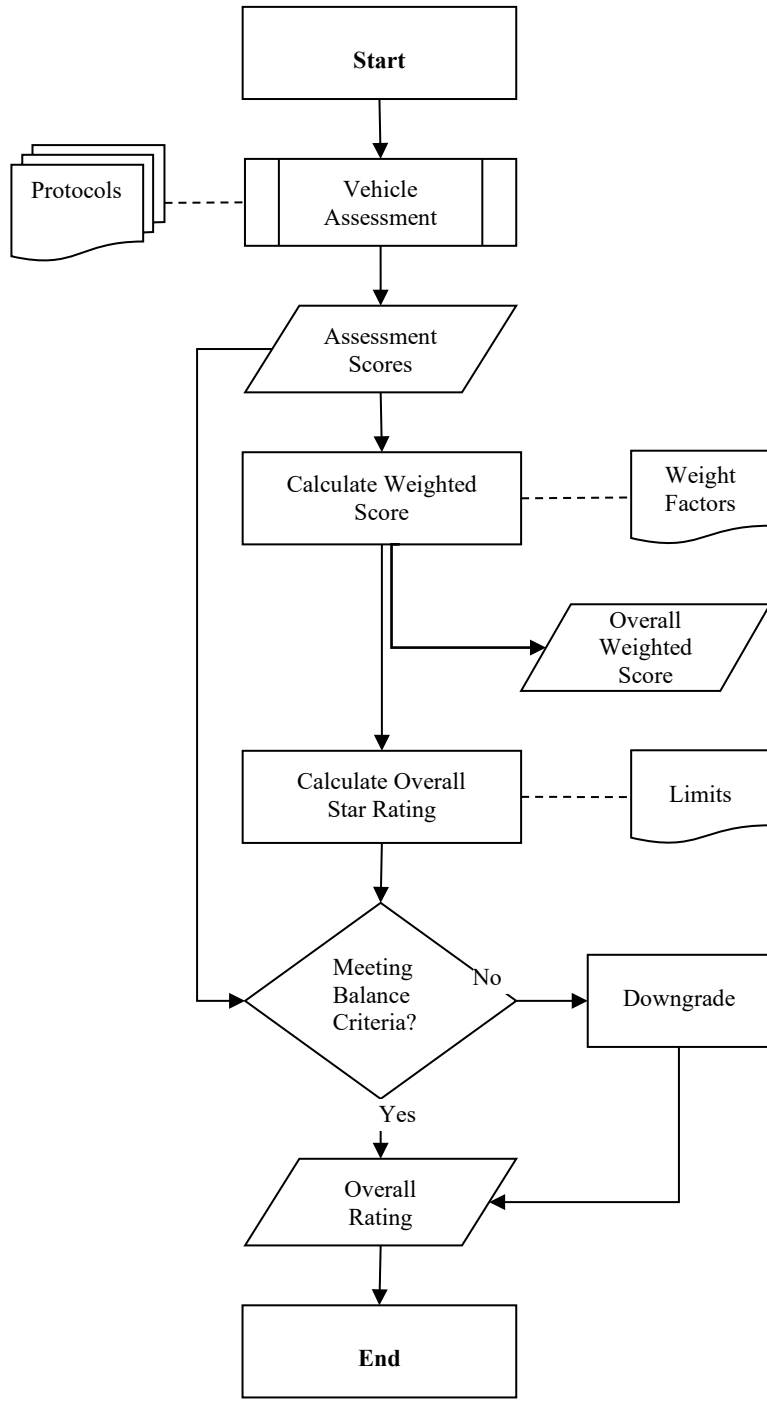 Start
Protocols
Vehicle
Assessment
Assessment
Scores
Calculate Weighted
Score
Weight
Factors
Overall
Weighted
Score
Calculate Overall
Star Rating
Limits
Meeting
Balance
Criteria?
No
Downgrade
Yes
Overall
Rating
End